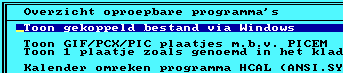 Overzicht oproepbare programma's
Toon gekoppeld bestand via Windows
Toon GIF/PCX/PIC plaatjes m.b.v. PICEM
Toon 1 plaatje zoals genoemd in het klad
Kalender omreken programma HCAL (ANSI.SY